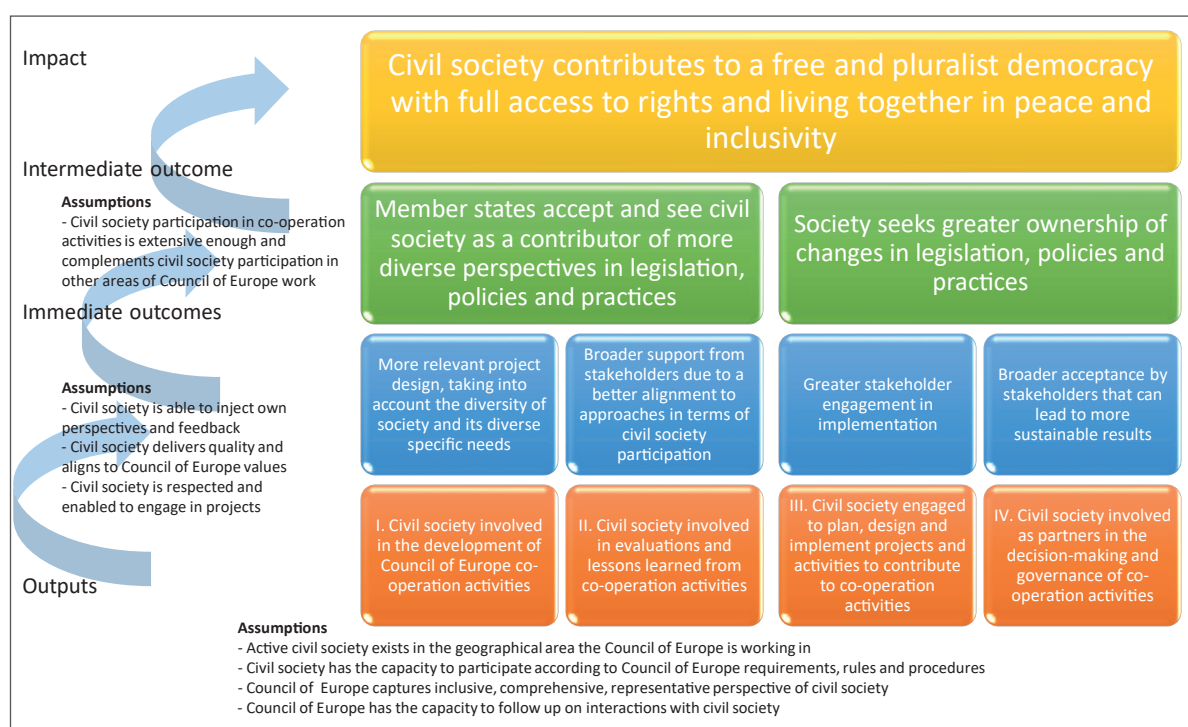 Impact
Civil society contributes to a free and pluralist democracy
with full access to rights and living together in peace and
inclusivity
Intermediate outcome
Assumptions
- Civil society participation in co-operation
activities is extensive enough and
complements civil society participation in
other areas of Council of Europe work
Member states accept and see civil
society as a contributor of more
diverse perspectives in legislation,
policies and practices
Society seeks greater ownership of
changes in legislation, policies and
practices
Immediate outcomes
Assumptions
- Civil society is able to inject own
perspectives and feedback
- Civil society delivers quality and
aligns to Council of Europe values
- Civil society is respected and
enabled to engage in projects
More relevant project
design, taking into
account the diversity of
society and its diverse
specific needs
Broader support from
stakeholders due to a
better alignment to
approaches in terms of
civil society
participation
Greater stakeholder
engagement in
implementation
Broader acceptance by
stakeholders that can
lead to more
sustainable results
Outputs
I. Civil society involved
in the development of
Council of Europe co-
operation activities
II. Civil society involved
in evaluations and
lessons learned from
co-operation activities
III. Civil society engaged
to plan, design and
implement projects and
activities to contribute
to co-operation
activities
IV. Civil society involved
as partners in the
decision-making and
governance of co-
operation activities
Assumptions
- Active civil society exists in the geographical area the Council of Europe is working in
- Civil society has the capacity to participate according to Council of Europe requirements, rules and procedures
- Council of Europe captures inclusive, comprehensive, representative perspective of civil society
- Council of Europe has the capacity to follow up on interactions with civil society